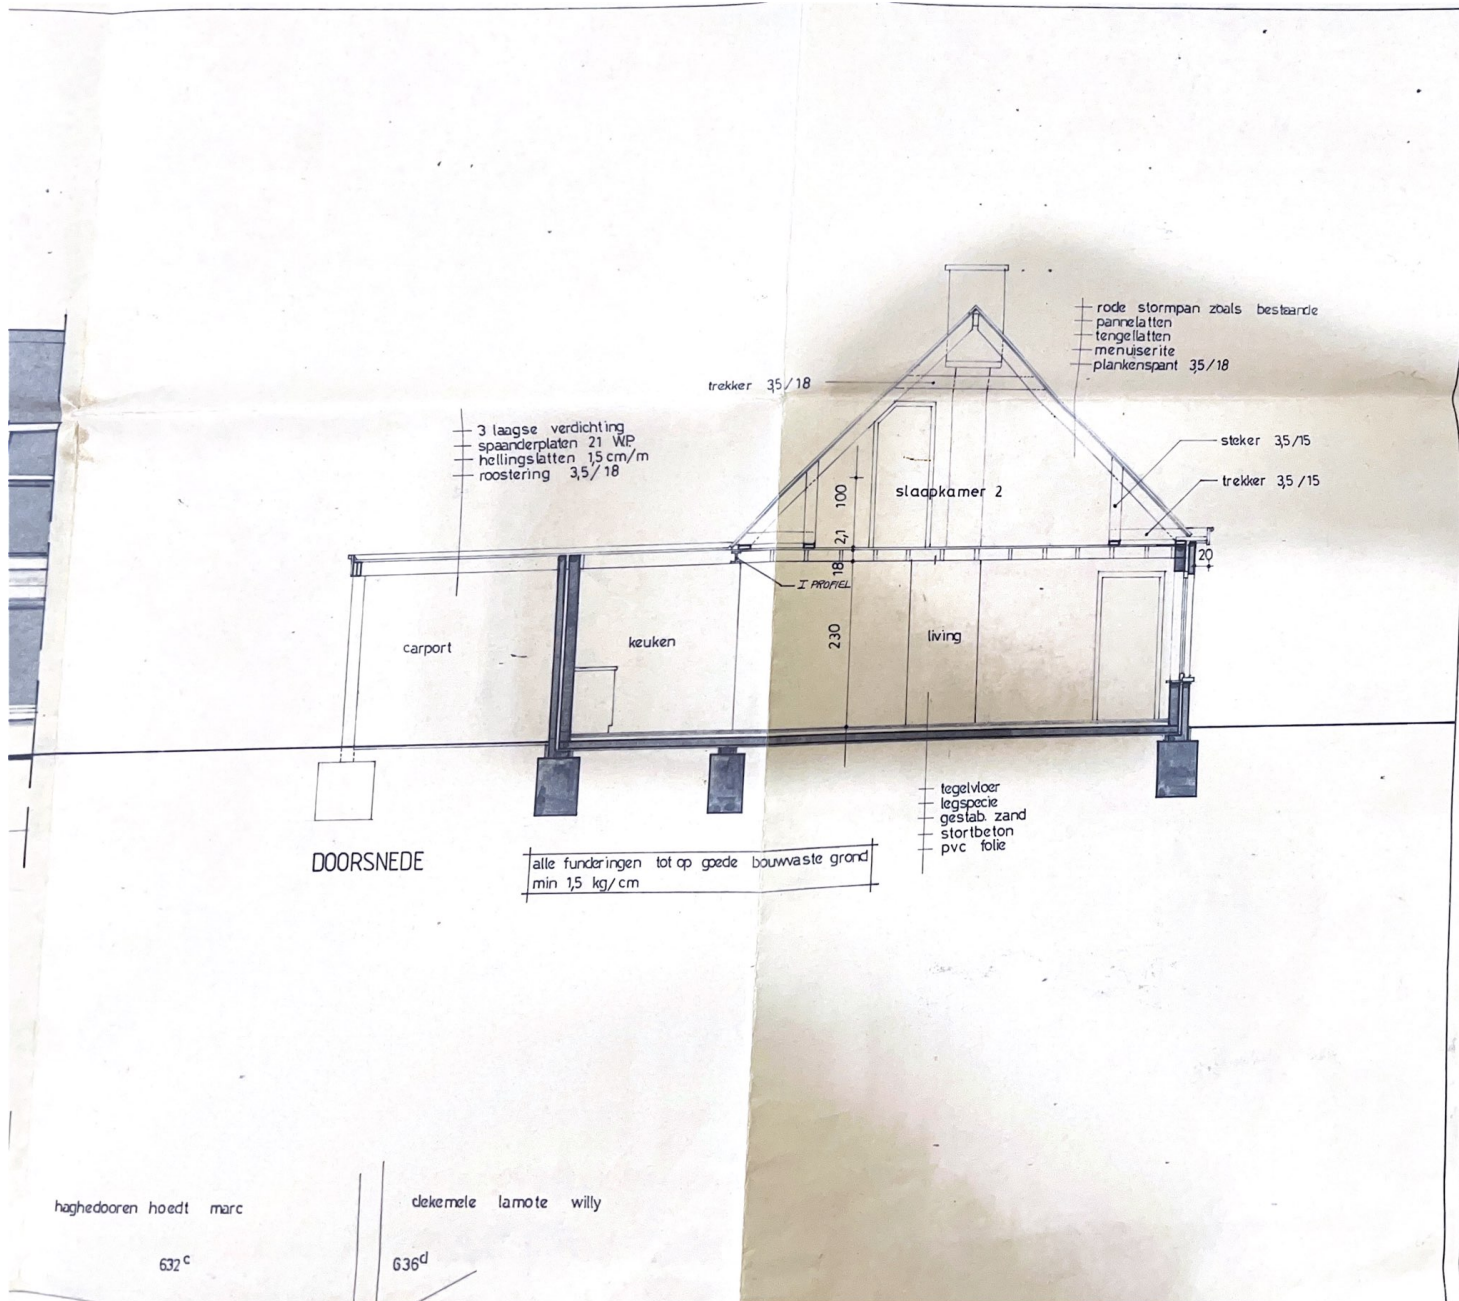 rode stormpan zoals bestaande
pannelatten
tengellatten
menuiserite
plankenspant 3,5/18
trekker 3,5/18
3 laagse verdichting
spaanderplaten 21 W.P.
hellingslatten 1,5 cm/m
roostering 3,5/18
steker 3,5/15
trekker 3,5/15
100
slaapkamer 2
2,1
18
20
I PROFIEL
carport
keuken
230
living
tegelvloer
legspecie
gestab. zand
stortbeton
pvc folie
DOORSNEDE
alle funderingen tot op goede bouwvaste grond
min 1,5 kg/cm
haghedooren hoedt marc
dekemele lamote willy
632c
636d